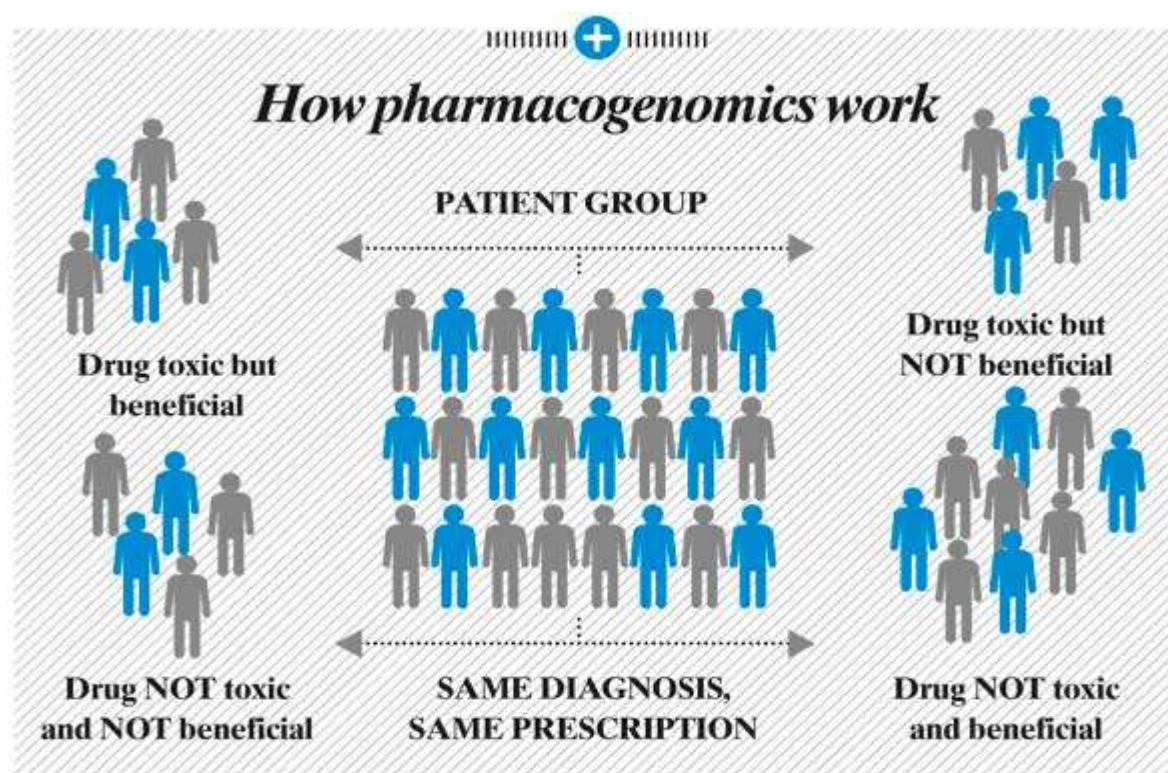 How pharmacogenomics work
PATIENT GROUP
Drug toxic but
beneficial
Drug toxic but
NOT beneficial
Drug NOT toxic
and NOT beneficial
SAME DIAGNOSIS,
SAME PRESCRIPTION
Drug NOT toxic
and beneficial